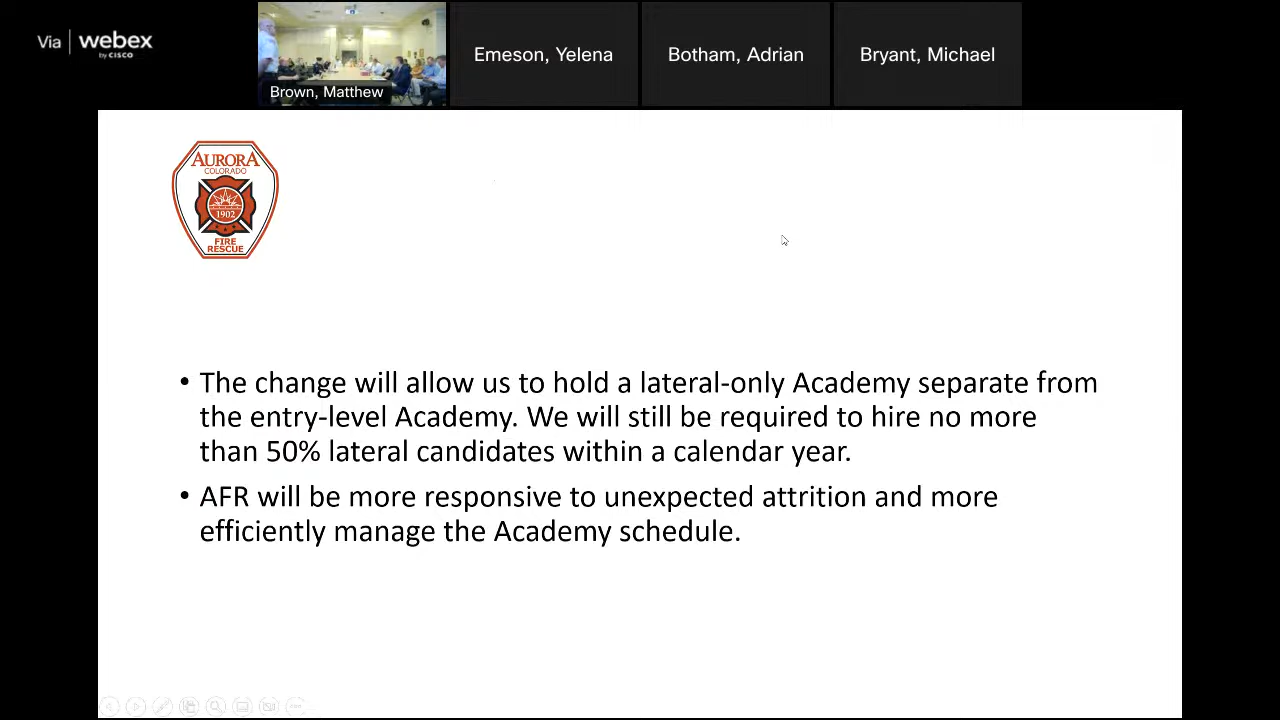 Via webex
by CISCO
Brown, Matthew
Emeson, Yelena
Botham, Adrian
Bryant, Michael
AURORA
COLORADO
1902
FIRE
RESCUE
• The change will allow us to hold a lateral-only Academy separate from
the entry-level Academy. We will still be required to hire no more
than 50% lateral candidates within a calendar year.
• AFR will be more responsive to unexpected attrition and more
efficiently manage the Academy schedule.